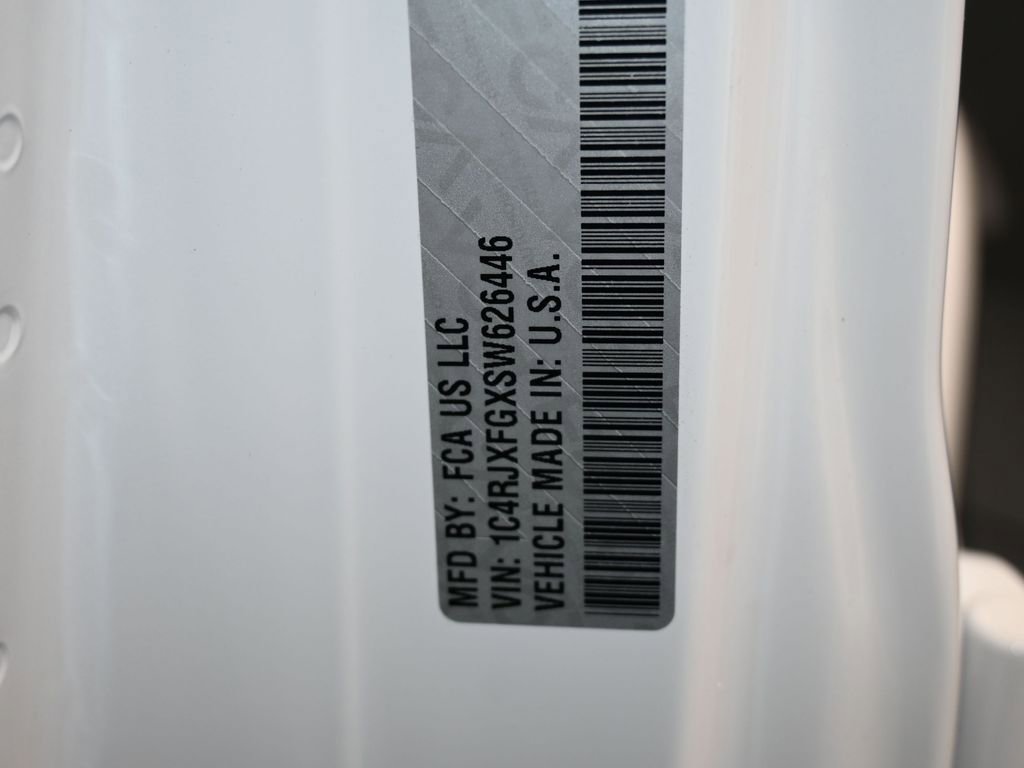 MFD BY: FCA US LLC
VIN: 1C4RJXFGXSW626446
VEHICLE MADE IN: U.S.A.